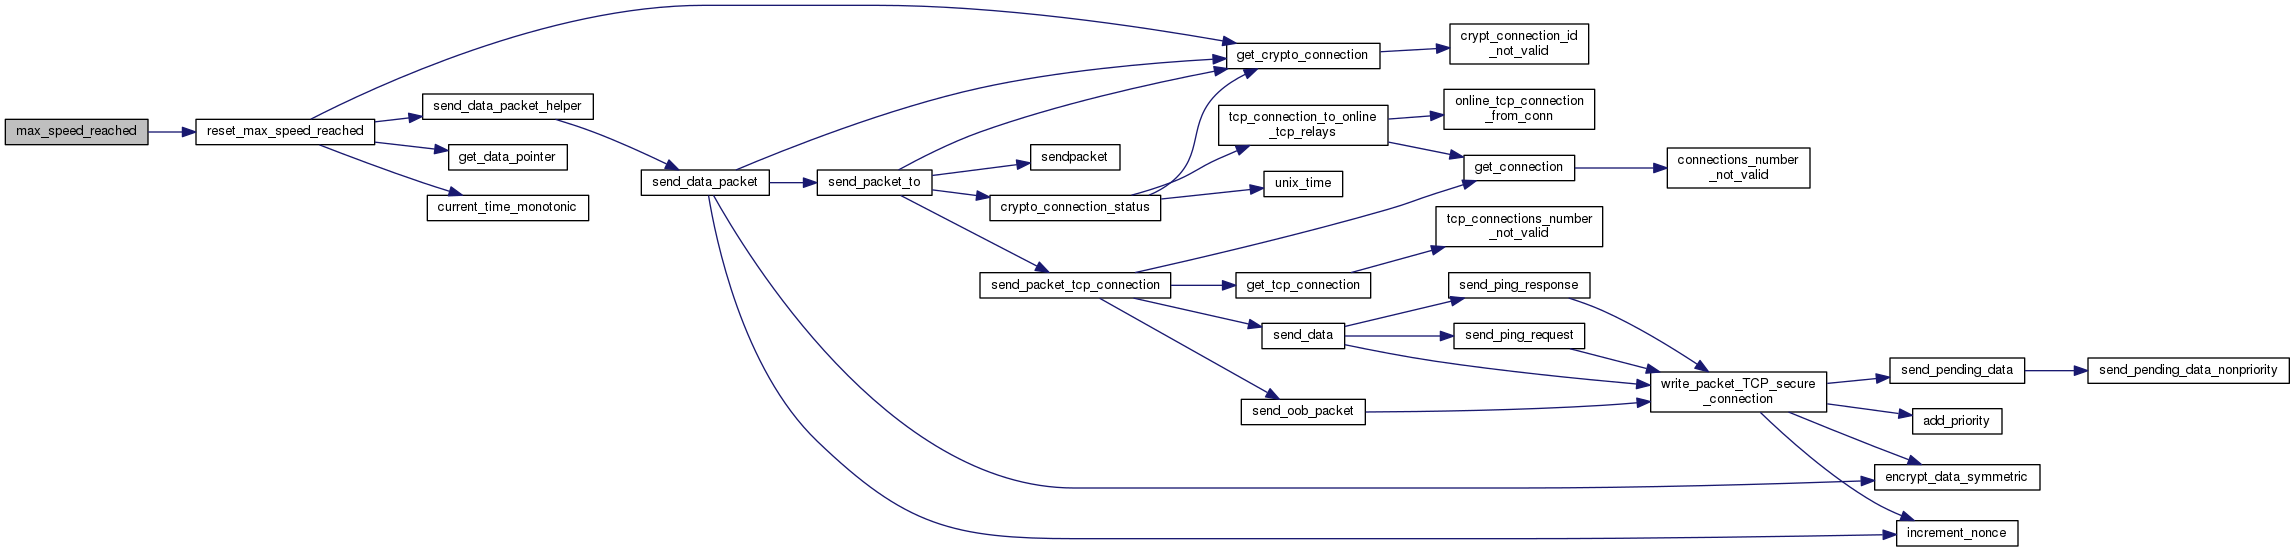 max_speed_reached
reset_max_speed_reached
send_data_packet_helper
get_data_pointer
current_time_monotonic
send_data_packet
send_packet_to
sendpacket
crypto_connection_status
send_packet_tcp_connection
get_crypto_connection
tcp_connection_to_online
_tcp_relays
unix_time
get_tcp_connection
send_data
send_oob_packet
crypt_connection_id
_not_valid
online_tcp_connection
_from_conn
get_connection
tcp_connections_number
_not_valid
send_ping_response
send_ping_request
connections_number
_not_valid
write_packet_TCP_secure
_connection
send_pending_data
add_priority
encrypt_data_symmetric
increment_nonce
send_pending_data_nonpriority